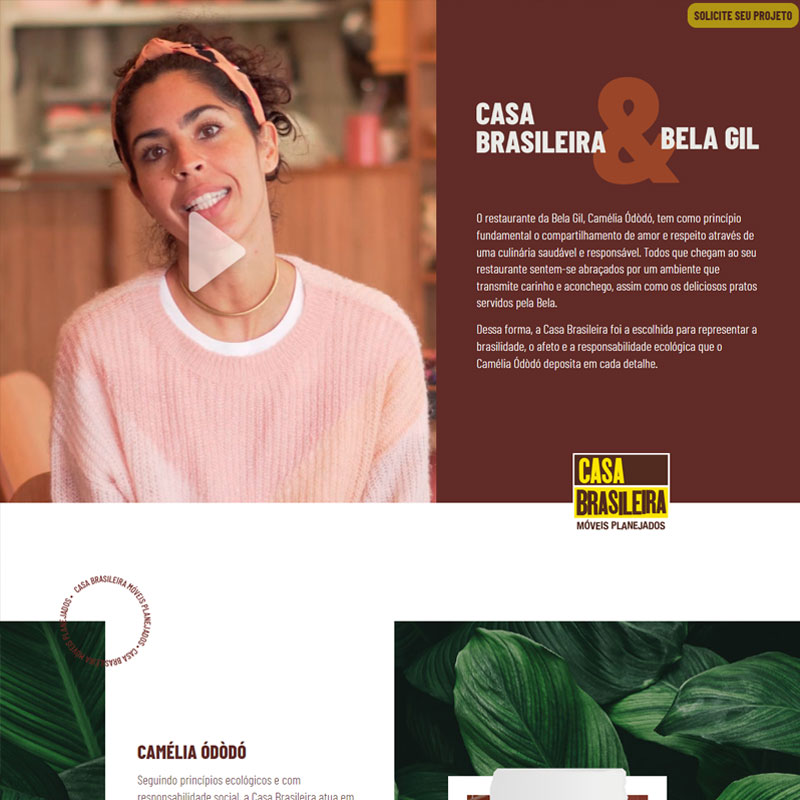 SOLICITE SEU PROJETO
CASA
BRASILEIRA
&
BELA GIL
O restaurante da Bela Gil, Camélia Ódòdó, tem como princípio
fundamental o compartilhamento de amor e respeito através de
uma culinária saudável e responsável. Todos que chegam ao seu
restaurante sentem-se abraçados por um ambiente que
transmite carinho e aconchego, assim como os deliciosos pratos
servidos pela Bela.
Dessa forma, a Casa Brasileira foi a escolhida para representar a
brasilidade, o afeto e a responsabilidade ecológica que o
Camélia Ódòdó deposita em cada detalhe.
CASA
BRASILEIRA
MÓVEIS PLANEJADOS
CASA BRASILEIRA MÓVEIS PLANEJADOS • CASA BRASILEIRA MÓVEIS PLANEJADOS •
CAMÉLIA ÓDÒDÓ
Seguindo princípios ecológicos e com
responsabilidade social, a Casa Brasileira atua em